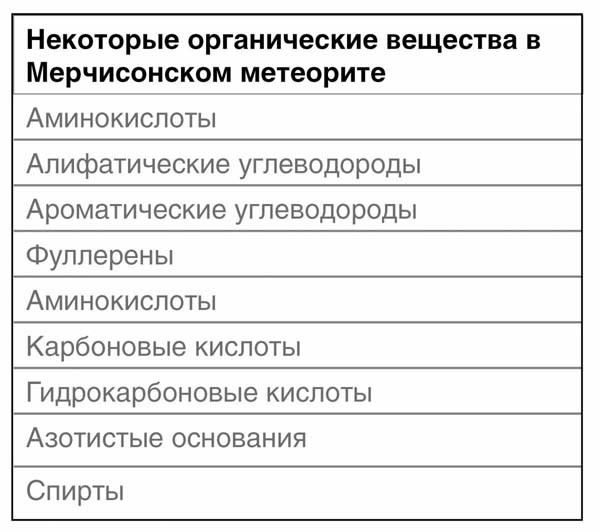 Некоторые органические вещества в
Мерчисонском метеорите
Аминокислоты
Алифатические углеводороды
Ароматические углеводороды
Фуллерены
Аминокислоты
Карбоновые кислоты
Гидрокарбоновые кислоты
Азотистые основания
Спирты